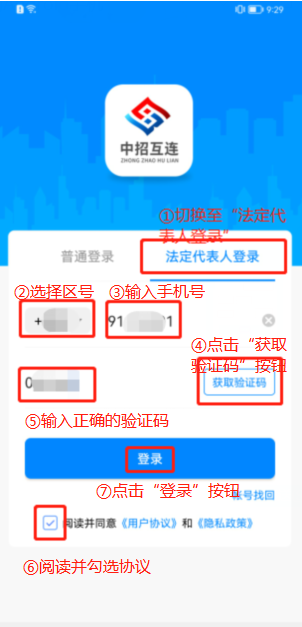 9:29
中招互连
ZHONG ZHAO HU LIAN
①切换至“法定代
表人登录”
普通登录
法定代表人登录
②选择区号
③输入手机号
+
91 1
④点击“获取
验证码”按钮
0
获取验证码
⑤输入正确的验证码
登录
⑦点击“登录”按钮
账号找回
阅读并同意《用户协议》和《隐私政策》
⑥阅读并勾选协议